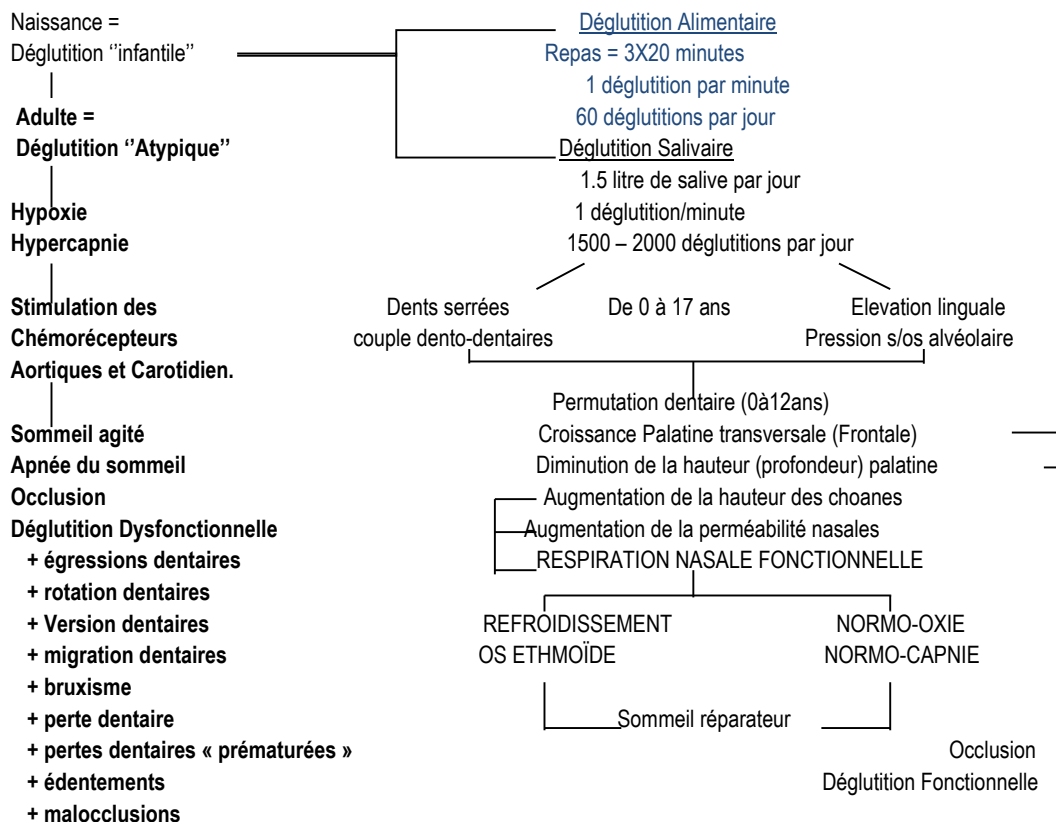 Naissance =
Déglutition ‘’infantile’’
Adulte =
Déglutition ‘’Atypique’’
Hypoxie
Hypercapnie
Stimulation des
Chémorécepteurs
Aortiques et Carotidien.
Sommeil agité
Apnée du sommeil
Occlusion
Déglutition Dysfonctionnelle
+ égressions dentaires
+ rotation dentaires
+ Version dentaires
+ migration dentaires
+ bruxisme
+ perte dentaire
+ pertes dentaires « prématurées »
+ édentements
+ malocclusions
Déglutition Alimentaire
Repas = 3X20 minutes
1 déglutition par minute
60 déglutitions par jour
Déglutition Salivaire
1.5 litre de salive par jour
1 déglutition/minute
1500 – 2000 déglutitions par jour
Dents serrées
couple dento-dentaires
De 0 à 17 ans
Elevation linguale
Pression s/os alvéolaire
Permutation dentaire (0à12ans)
Croissance Palatine transversale (Frontale)
Diminution de la hauteur (profondeur) palatine
Augmentation de la hauteur des choanes
Augmentation de la perméabilité nasales
RESPIRATION NASALE FONCTIONNELLE
REFROIDISSEMENT
OS ETHMOÏDE
NORMO-OXIE
NORMO-CAPNIE
Sommeil réparateur
Occlusion
Déglutition Fonctionnelle